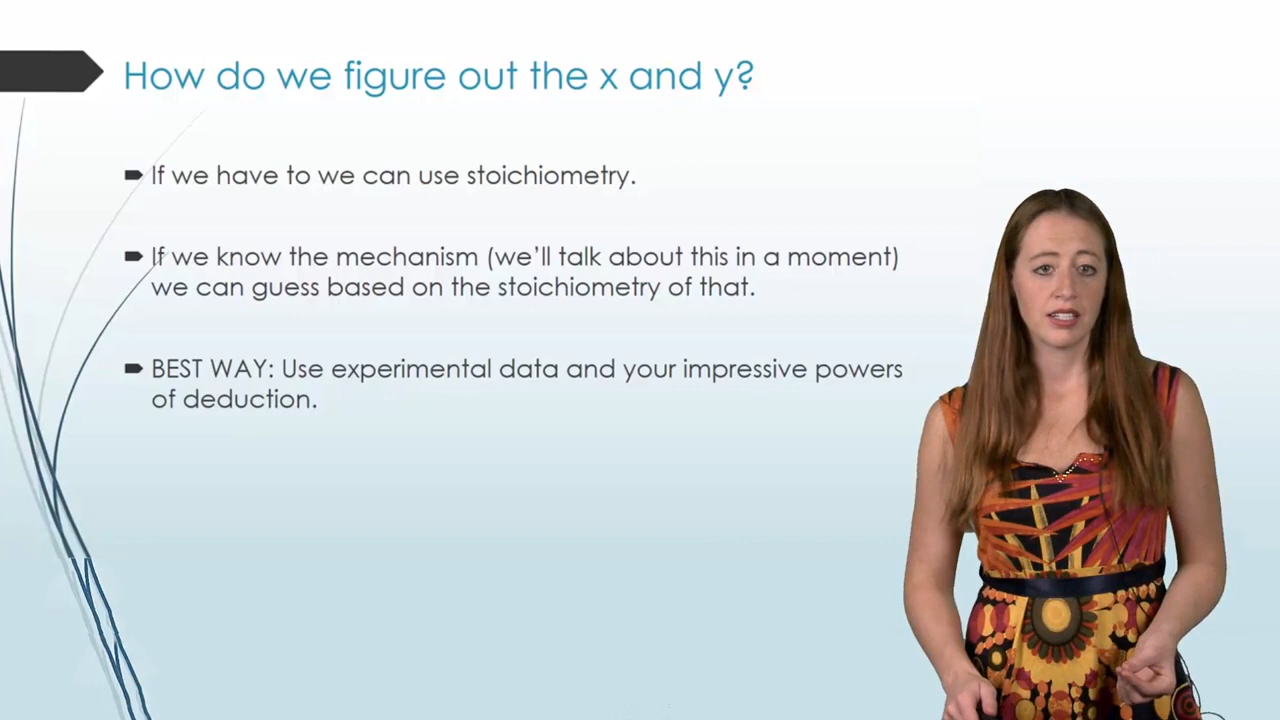 How do we figure out the x and y?
If we have to we can use stoichiometry.
If we know the mechanism (we'll talk about this in a moment)
we can guess based on the stoichiometry of that.
BEST WAY: Use experimental data and your impressive powers
of deduction.